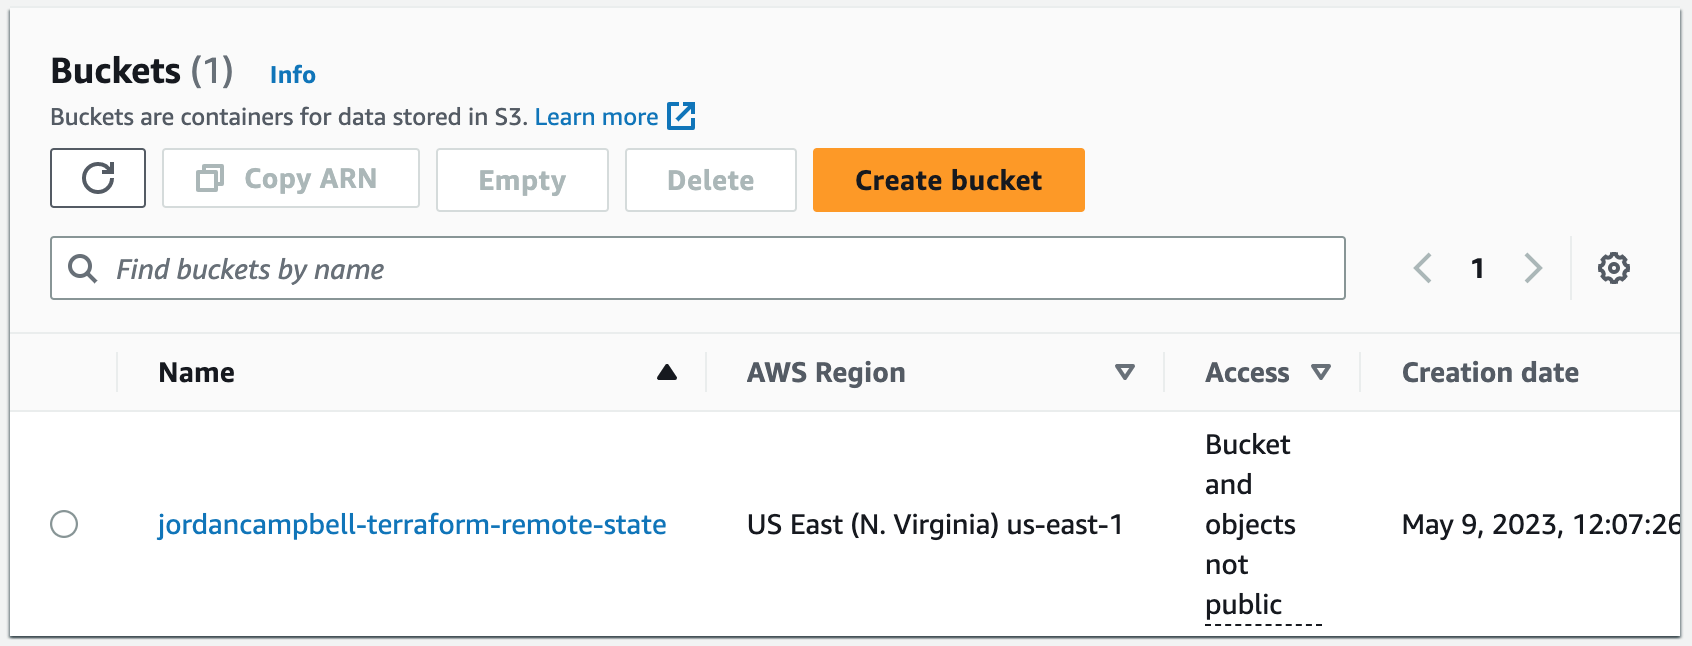 Buckets (1) Info
Buckets are containers for data stored in S3. Learn more
Copy ARN Empty Delete Create bucket
Find buckets by name 1
Name AWS Region Access Creation date
jordancampbell-terraform-remote-state US East (N. Virginia) us-east-1 Bucket and objects not public May 9, 2023, 12:07:26